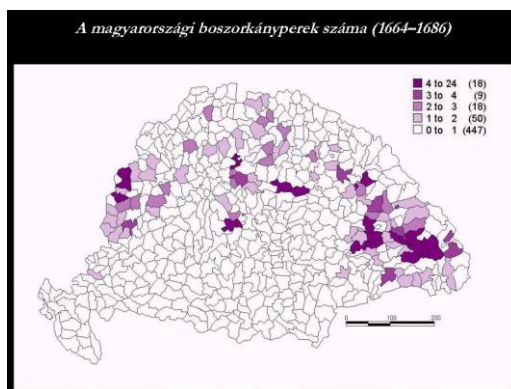 A magyarországi boszorkányperek száma (1664–1686)
4 to 24 (18)
3 to 4 (9)
2 to 3 (18)
1 to 2 (50)
0 to 1 (447)
0 100 200